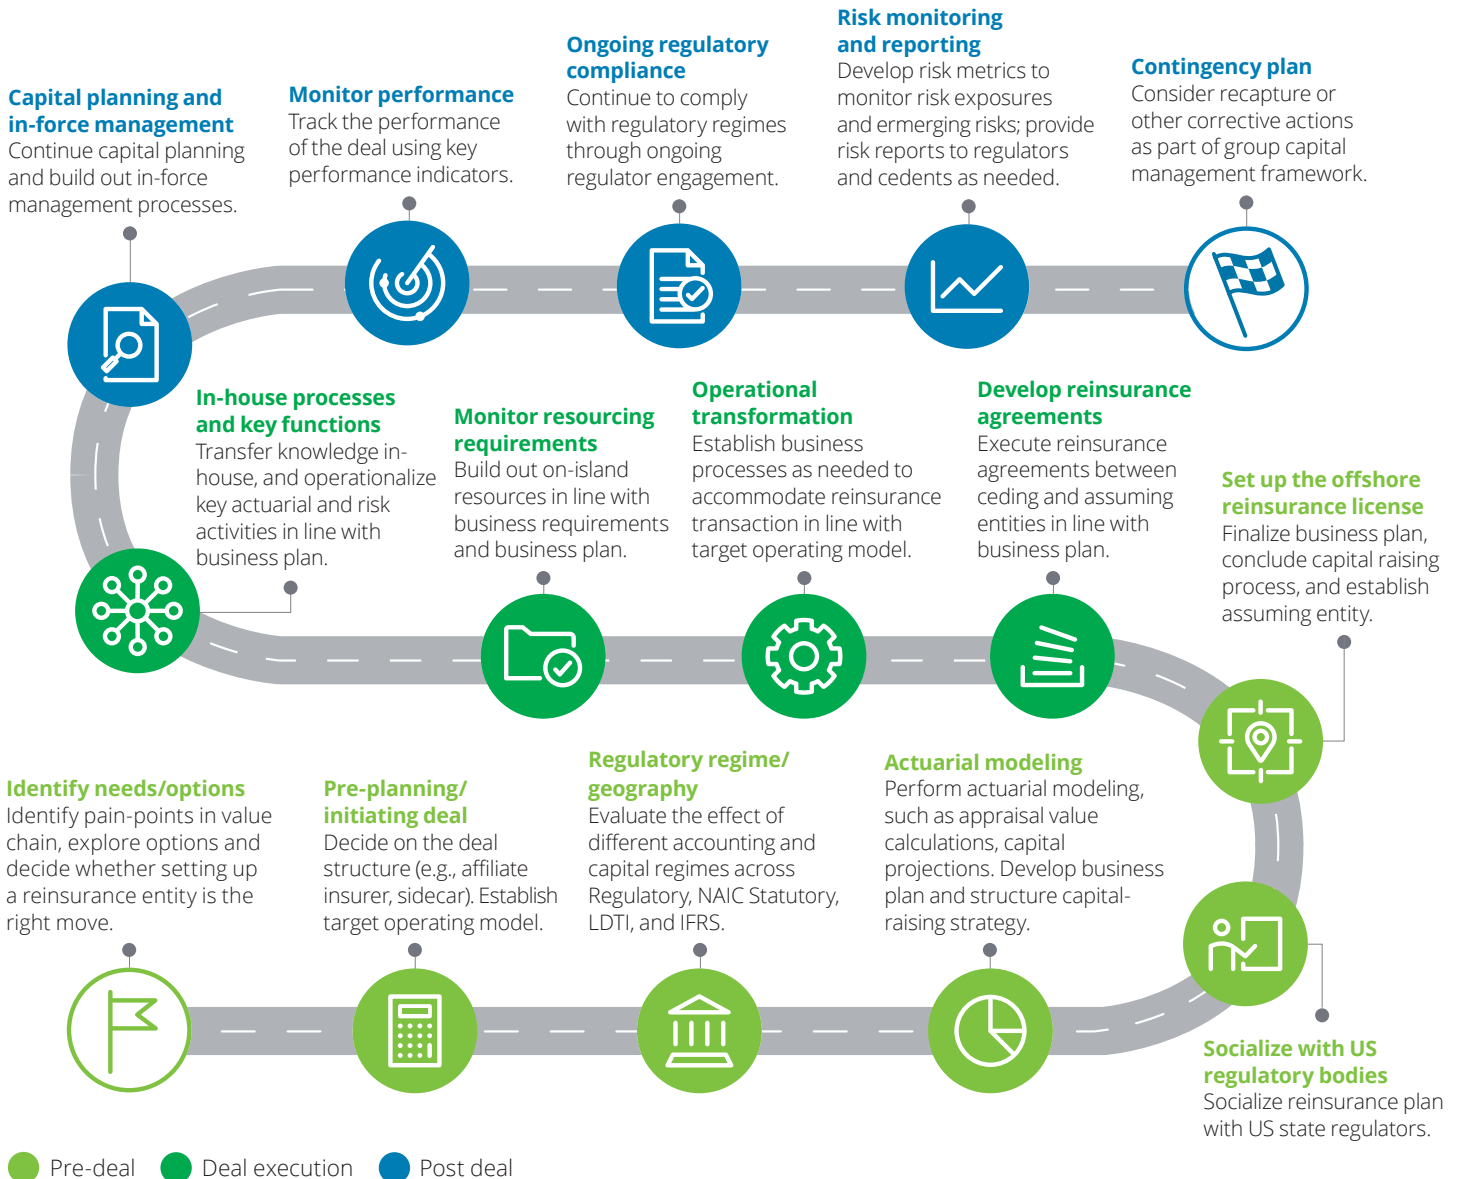 Capital planning and
in-force management
Continue capital planning
and build out in-force
management processes.
Monitor performance
Track the performance
of the deal using key
performance indicators.
Ongoing regulatory
compliance
Continue to comply
with regulatory regimes
through ongoing
regulator engagement.
Risk monitoring
and reporting
Develop risk metrics to
monitor risk exposures
and ermerging risks; provide
risk reports to regulators
and cedents as needed.
Contingency plan
Consider recapture or
other corrective actions
as part of group capital
management framework.
In-house processes
and key functions
Transfer knowledge in-
house, and operationalize
key actuarial and risk
activities in line with
business plan.
Monitor resourcing
requirements
Build out on-island
resources in line with
business requirements
and business plan.
Operational
transformation
Establish business
processes as needed to
accommodate reinsurance
transaction in line with
target operating model.
Develop reinsurance
agreements
Execute reinsurance
agreements between
ceding and assuming
entities in line with
business plan.
Set up the offshore
reinsurance license
Finalize business plan,
conclude capital raising
process, and establish
assuming entity.
Identify needs/options
Identify pain-points in value
chain, explore options and
decide whether setting up
a reinsurance entity is the
right move.
Pre-planning/
initiating deal
Decide on the deal
structure (e.g., affiliate
insurer, sidecar). Establish
target operating model.
Regulatory regime/
geography
Evaluate the effect of
different accounting and
capital regimes across
Regulatory, NAIC Statutory,
LDTI, and IFRS.
Actuarial modeling
Perform actuarial modeling,
such as appraisal value
calculations, capital
projections. Develop business
plan and structure capital-
raising strategy.
Socialize with US
regulatory bodies
Socialize reinsurance plan
with US state regulators.
Pre-deal
Deal execution
Post deal